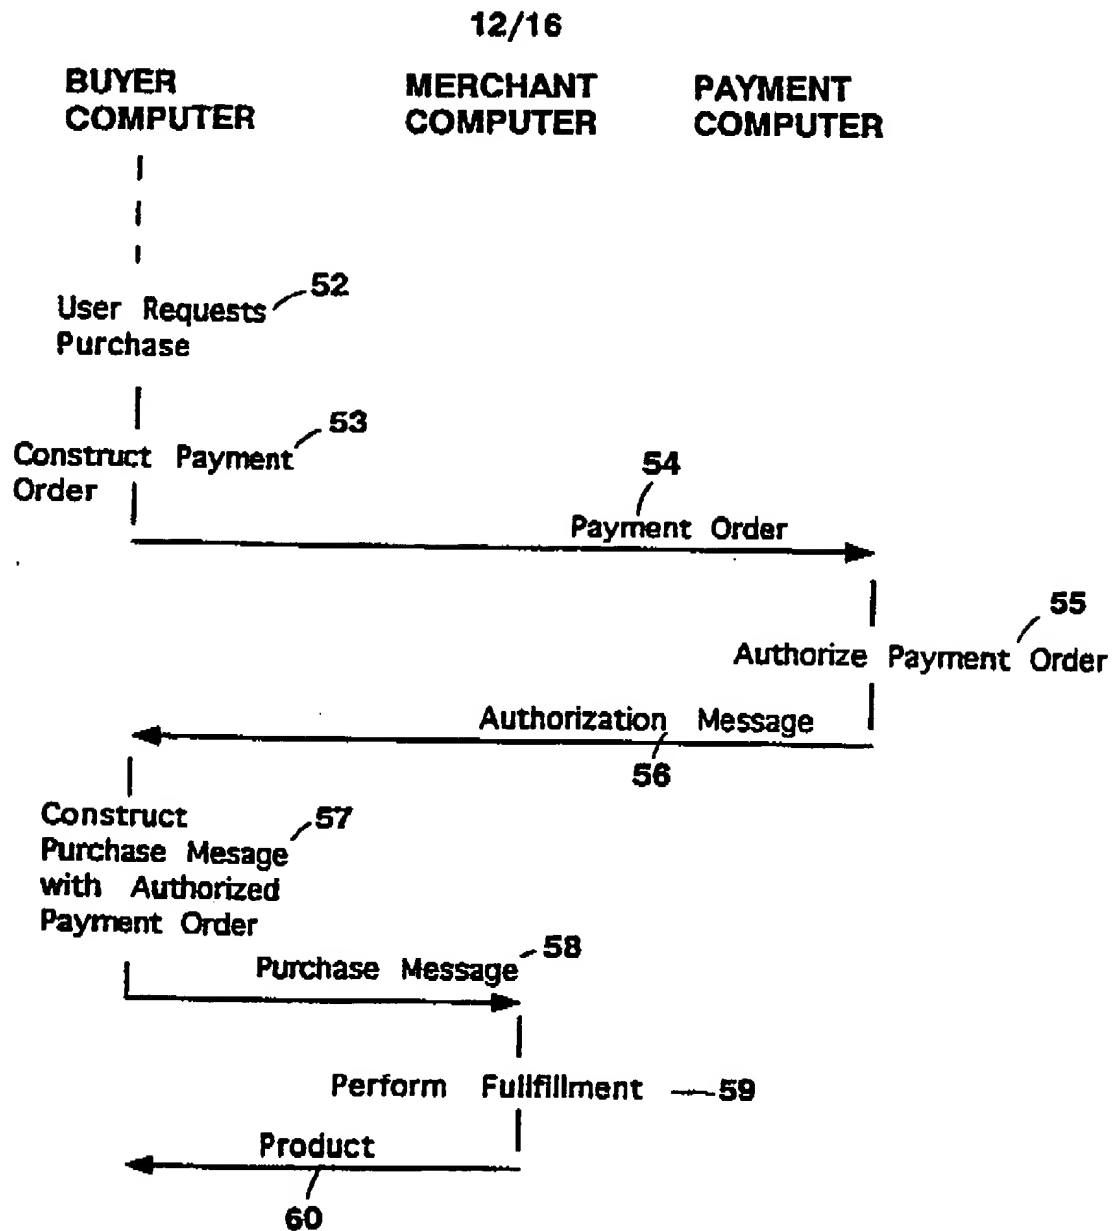 12/16
BUYER
COMPUTER
MERCHANT
COMPUTER
PAYMENT
COMPUTER
52
User Requests
Purchase
53
Construct Payment
Order
54
Payment Order
55
Authorize Payment Order
Authorization Message
56
Construct
Purchase Mesage
with Authorized
Payment Order
57
58
Purchase Message
Perform Fullfillment
59
Product
60